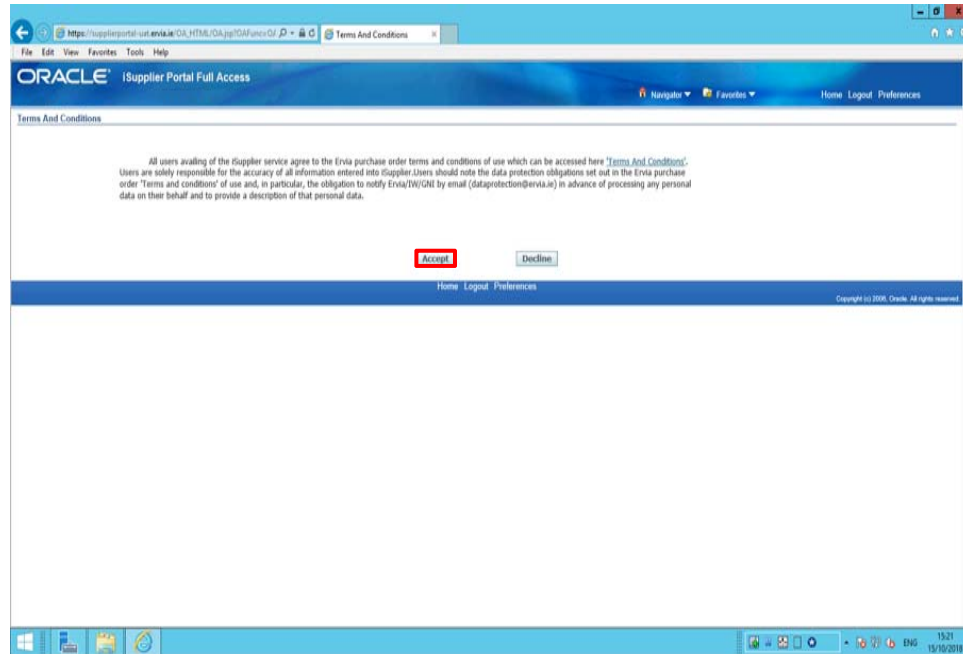 https://supplierportal-uat.ervia.ie/OA_HTML/OA.jsp?OAFunc=OA
Terms And Conditions
File Edit View Favorites Tools Help
ORACLE iSupplier Portal Full Access
Navigator Favorites Home Logout Preferences
Terms And Conditions
All users availing of the iSupplier service agree to the Ervia purchase order terms and conditions of use which can be accessed here 'Terms And Conditions'.
Users are solely responsible for the accuracy of all information entered into iSupplier.Users should note the data protection obligations set out in the Ervia purchase
order 'Terms and conditions' of use and, in particular, the obligation to notify Ervia/IW/GNI by email (dataprotection@ervia.ie) in advance of processing any personal
data on their behalf and to provide a description of that personal data.
Accept Decline
Home Logout Preferences
Copyright (c) 2006, Oracle. All rights reserved.
ENG 15:21
15/10/2018